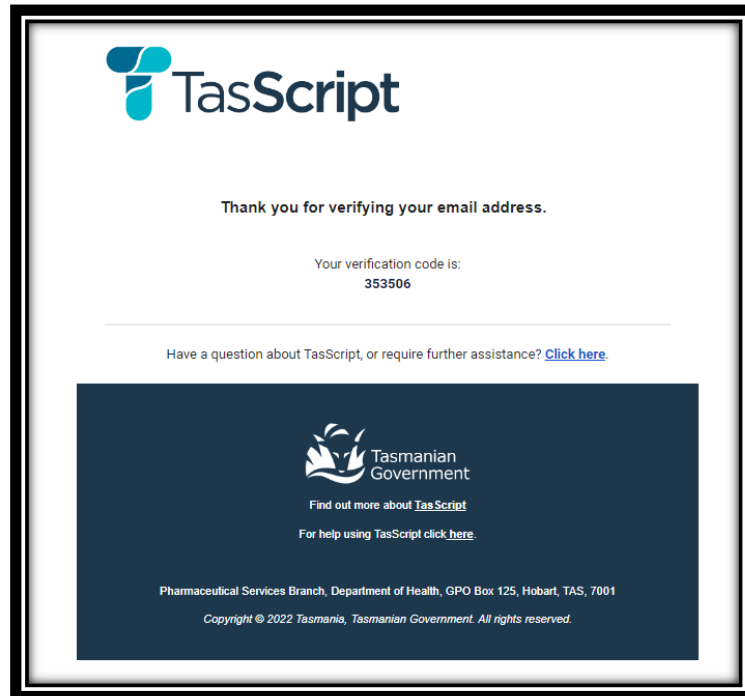 TasScript
Thank you for verifying your email address.
Your verification code is:
353506
Have a question about TasScript, or require further assistance? Click here.
Tasmanian
Government
Find out more about TasScript
For help using TasScript click here.
Pharmaceutical Services Branch, Department of Health, GPO Box 125, Hobart, TAS, 7001
Copyright © 2022 Tasmania, Tasmanian Government. All rights reserved.